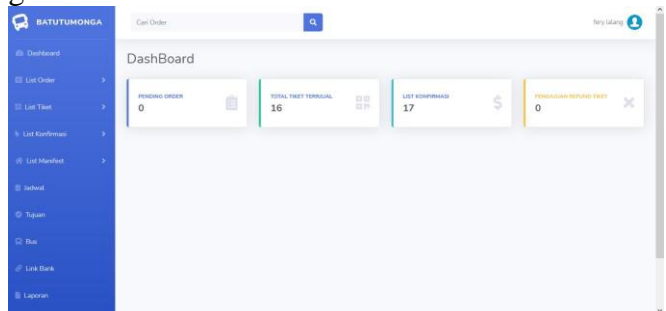 BATUTUMONGA
Cari Order
fery lalang
Dashboard
DashBoard
List Order
List Tiket
List Konfirmasi
List Manifest
Jadwal
Tujuan
Bus
Link Bank
Laporan
PENDING ORDER
0
TOTAL TIKET TERJUAL
16
LIST KONFIRMASI
17
PENGAJUAN REFUND TIKET
0